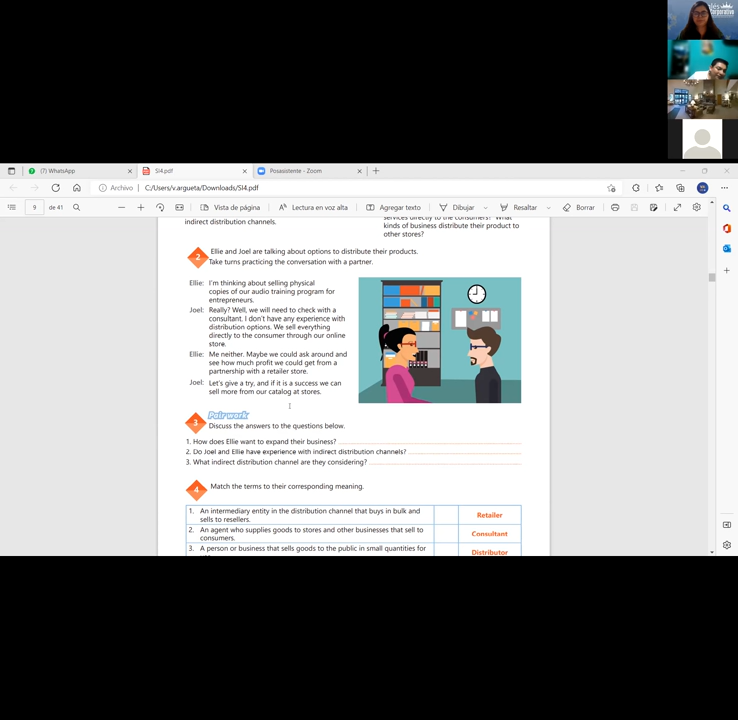 (7) WhatsApp
SI4.pdf
Posasistente - Zoom
Archivo
C:/Users/v.argueta/Downloads/SI4.pdf
9
de 41
Vista de página
Lectura en voz alta
Agregar texto
Dibujar
Resaltar
Borrar
indirect distribution channels.
services directly to the consumers? What
kinds of business distribute their product to
other stores?
2
Ellie and Joel are talking about options to distribute their products.
Take turns practicing the conversation with a partner.
Ellie: I'm thinking about selling physical
copies of our audio training program for
entrepreneurs.
Joel: Really? Well, we will need to check with a
consultant. I don't have any experience with
distribution options. We sell everything
directly to the consumer through our online
store.
Ellie: Me neither. Maybe we could ask around and
see how much profit we could get from a
partnership with a retailer store.
Joel: Let's give a try, and if it is a success we can
sell more from our catalog at stores.
3
Pair work
Discuss the answers to the questions below.
1. How does Ellie want to expand their business?
2. Do Joel and Ellie have experience with indirect distribution channels?
3. What indirect distribution channel are they considering?
4
Match the terms to their corresponding meaning.
1. An intermediary entity in the distribution channel that buys in bulk and
sells to resellers.
Retailer
2. An agent who supplies goods to stores and other businesses that sell to
consumers.
Consultant
3. A person or business that sells goods to the public in small quantities for
Distributor